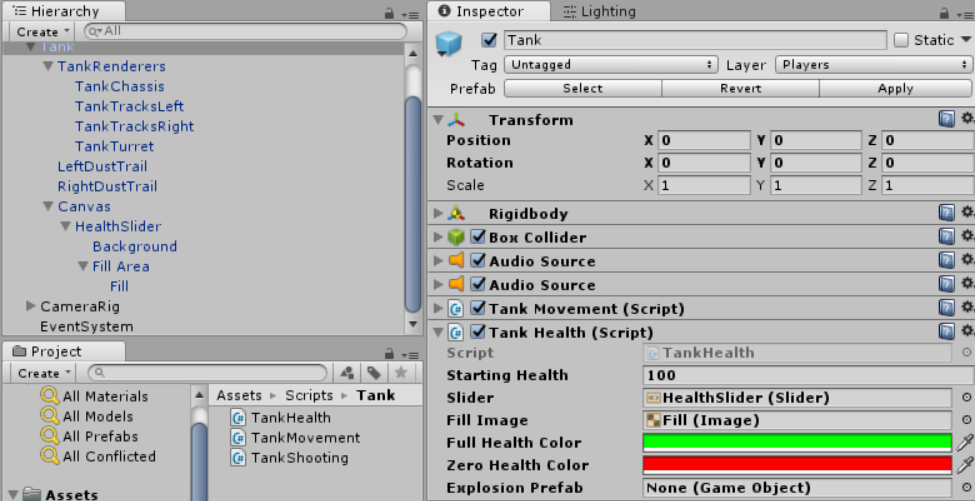 Hierarchy
Create All
Tank
TankRenderers
TankChassis
TankTracksLeft
TankTracksRight
TankTurret
LeftDustTrail
RightDustTrail
Canvas
HealthSlider
Background
Fill Area
Fill
CameraRig
EventSystem
Project
Create
All Materials
All Models
All Prefabs
All Conflicted
Assets
Assets Scripts Tank
TankHealth
TankMovement
TankShooting
Inspector Lighting
Tank Static
Tag Untagged Layer Players
Prefab Select Revert Apply
Transform
Position X 0 Y 0 Z 0
Rotation X 0 Y 0 Z 0
Scale X 1 Y 1 Z 1
Rigidbody
Box Collider
Audio Source
Audio Source
Tank Movement (Script)
Tank Health (Script)
Script TankHealth
Starting Health 100
Slider HealthSlider (Slider)
Fill Image Fill (Image)
Full Health Color
Zero Health Color
Explosion Prefab None (Game Object)